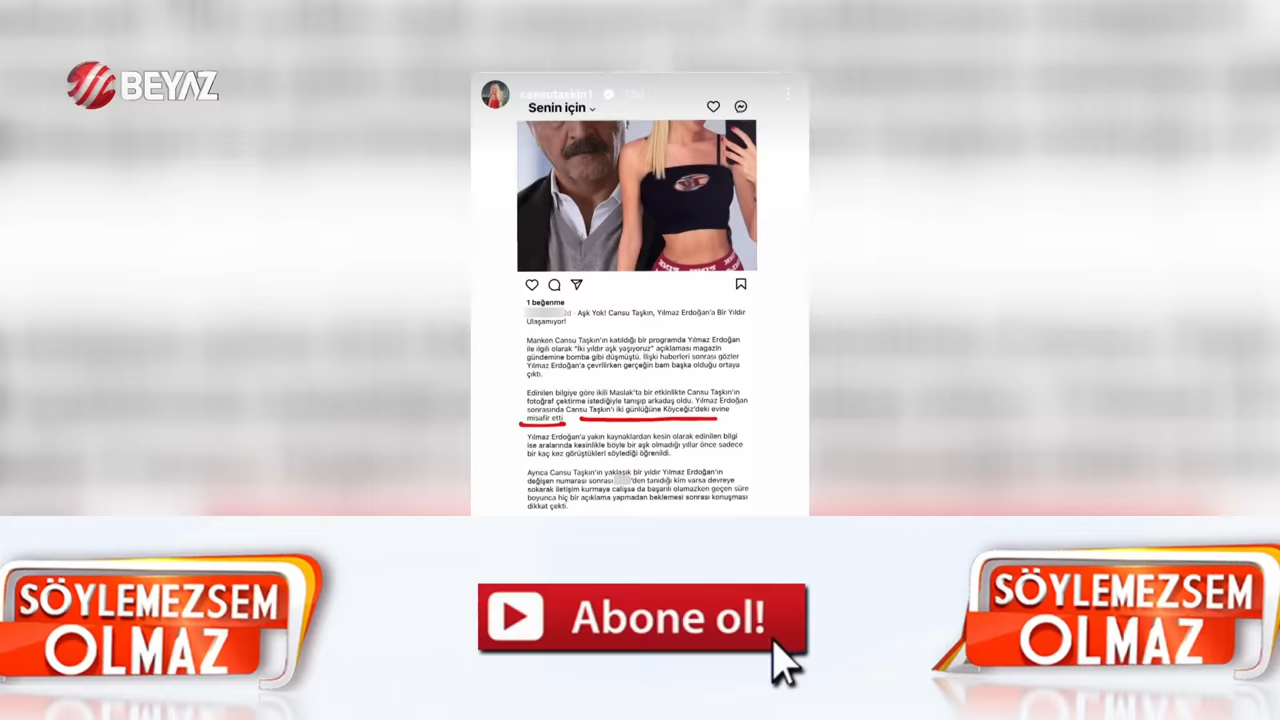 BEYAZ
cansutaskin1
Senin için
1 beğenme
2d · Aşk Yok! Cansu Taşkın, Yılmaz Erdoğan'a Bir Yıldır
Ulaşamıyor!
Manken Cansu Taşkın'ın katıldığı bir programda Yılmaz Erdoğan
ile ilgili olarak "İki yıldır aşk yaşıyoruz" açıklaması magazin
gündemine bomba gibi düşmüştü. İlişki haberleri sonrası gözler
Yılmaz Erdoğan'a çevrilirken gerçeğin bam başka olduğu ortaya
çıktı.
Edinilen bilgiye göre ikili Maslak'ta bir etkinlikte Cansu Taşkın'ın
fotoğraf çektirme istediğiyle tanışıp arkadaş oldu. Yılmaz Erdoğan
sonrasında Cansu Taşkın'ı iki günlüğüne Köyceğiz'deki evine
misafir etti
Yılmaz Erdoğan'a yakın kaynaklardan kesin olarak edinilen bilgi
ise aralarında kesinlikle böyle bir aşk olmadığı yıllar önce sadece
bir kaç kez görüştükleri söylediği öğrenildi.
Ayrıca Cansu Taşkın'ın yaklaşık bir yıldır Yılmaz Erdoğan'ın
değişen numarası sonrası 'den tanıdığı kim varsa devreye
sokarak iletişim kurmaya çalışsa da başarılı olamazken geçen süre
boyunca hiç bir açıklama yapmadan beklemesi sonrası konuşması
dikkat çekti.
SÖYLEMEZSEM
OLMAZ
Abone ol!
SÖYLEMEZSEM
OLMAZ